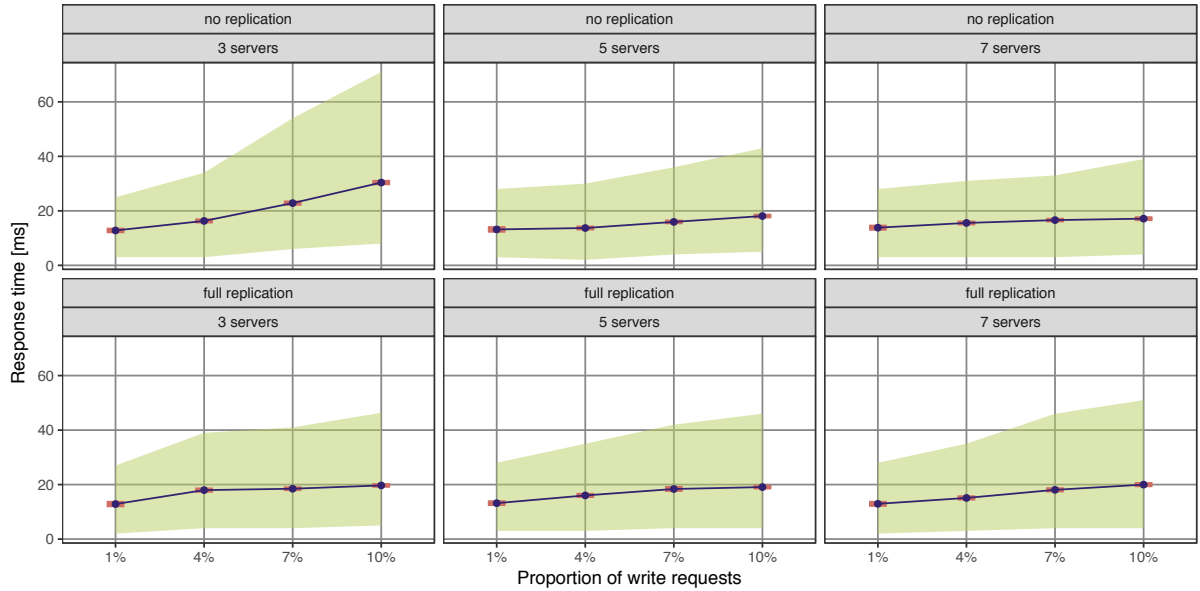 no replication
no replication
no replication
3 servers
5 servers
7 servers
60
40
20
0
full replication
full replication
full replication
3 servers
5 servers
7 servers
60
40
20
0
1% 4% 7% 10%
1% 4% 7% 10%
1% 4% 7% 10%
Response time [ms]
Proportion of write requests